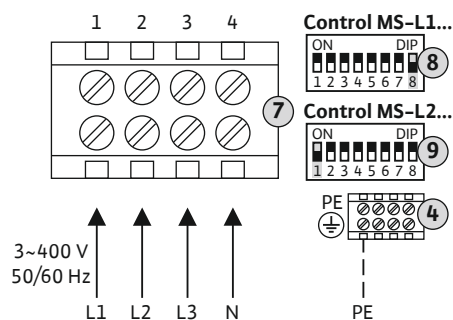 1 2 3 4
7
3~400 V
50/60 Hz
L1 L2 L3 N
Control MS-L1...
ON DIP
1 2 3 4 5 6 7 8
8
Control MS-L2...
ON DIP
1 2 3 4 5 6 7 8
9
PE
4
PE